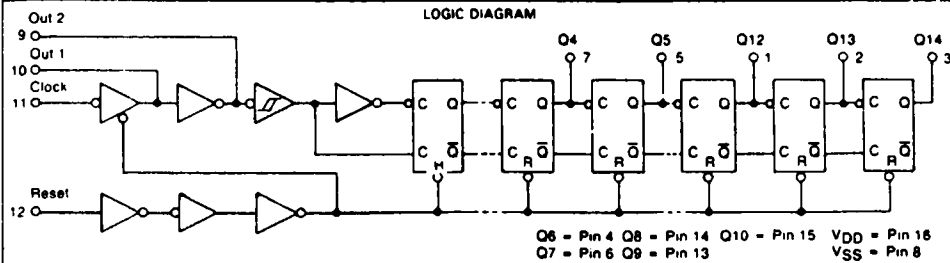 LOGIC DIAGRAM
Out 2
9
Out 1
10
Clock
11
Q4
7
Q5
5
Q12
1
Q13
2
Q14
3
C Q C Q C Q C Q C Q C Q
C Q̅ C Q̅ C Q̅ C Q̅ C Q̅ C Q̅
R R R R R
Reset
12
Q6 = Pin 4 Q8 = Pin 14 Q10 = Pin 15 VDD = Pin 16
Q7 = Pin 6 Q9 = Pin 13 VSS = Pin 8